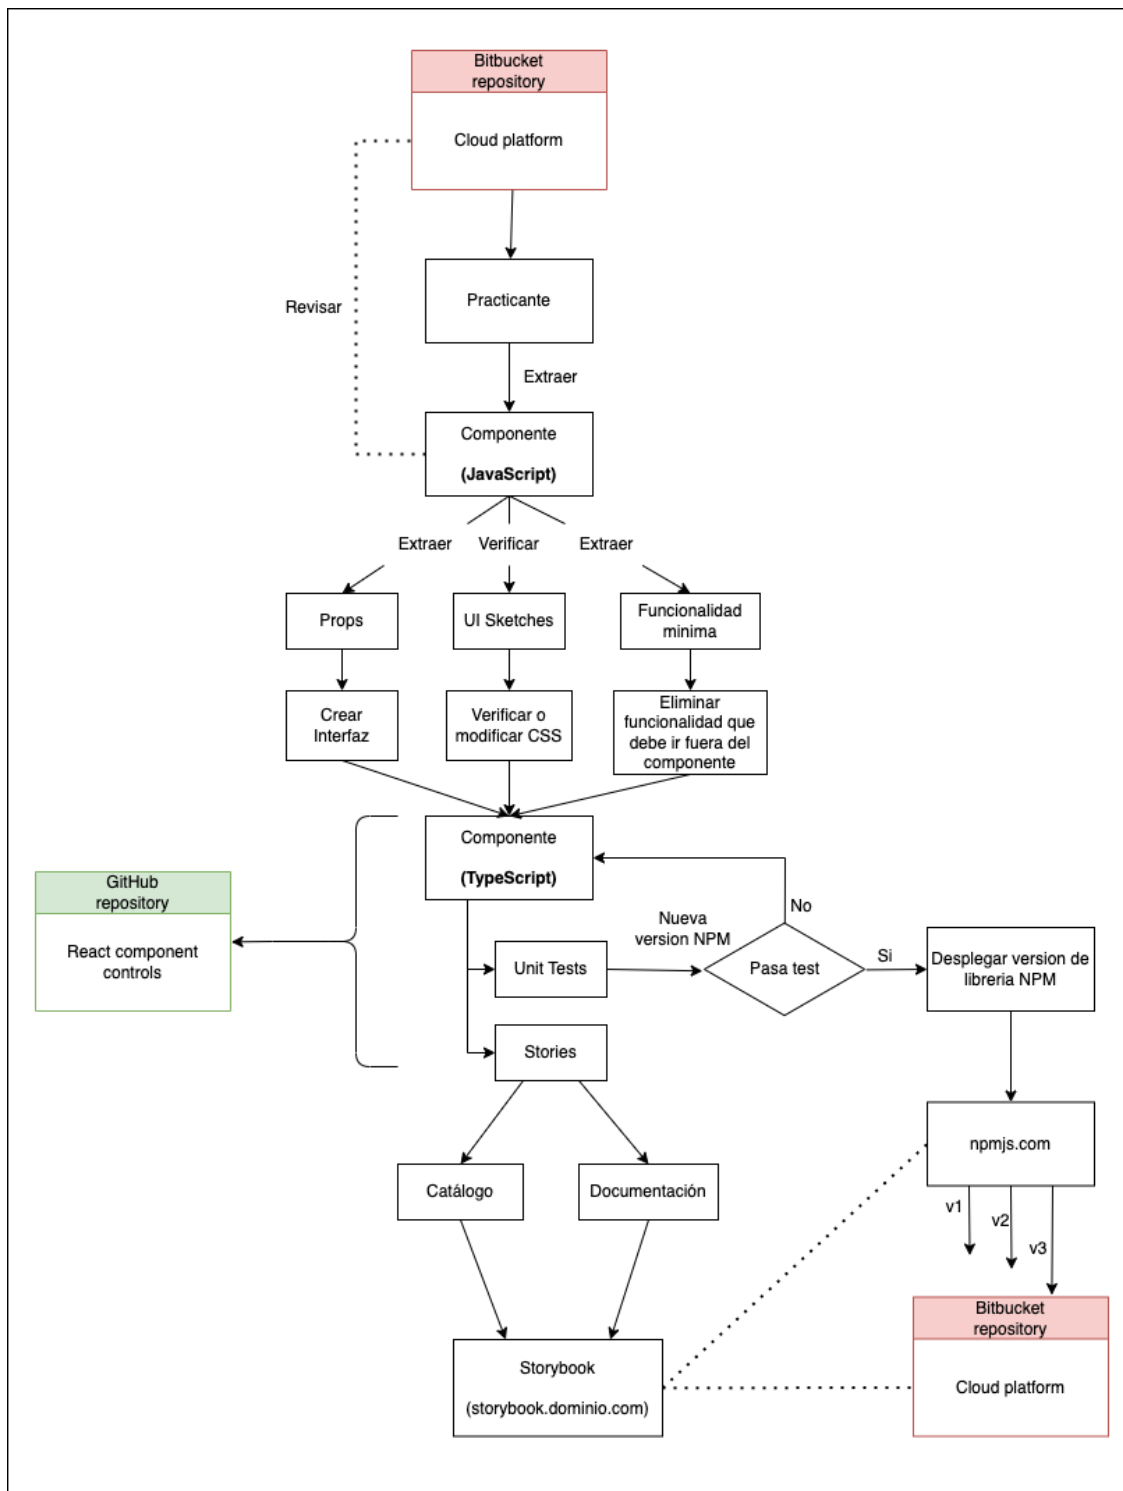 Bitbucket
repository
Cloud platform
Practicante
Revisar
Extraer
Componente
(JavaScript)
Extraer
Verificar
Extraer
Props
UI Sketches
Funcionalidad
minima
Crear
Interfaz
Verificar o
modificar CSS
Eliminar
funcionalidad que
debe ir fuera del
componente
Componente
(TypeScript)
GitHub
repository
React component
controls
Unit Tests
Nueva
version NPM
No
Pasa test
Si
Desplegar version de
libreria NPM
Stories
npmjs.com
Catálogo
Documentación
v1
v2
v3
Bitbucket
repository
Cloud platform
Storybook
(storybook.dominio.com)